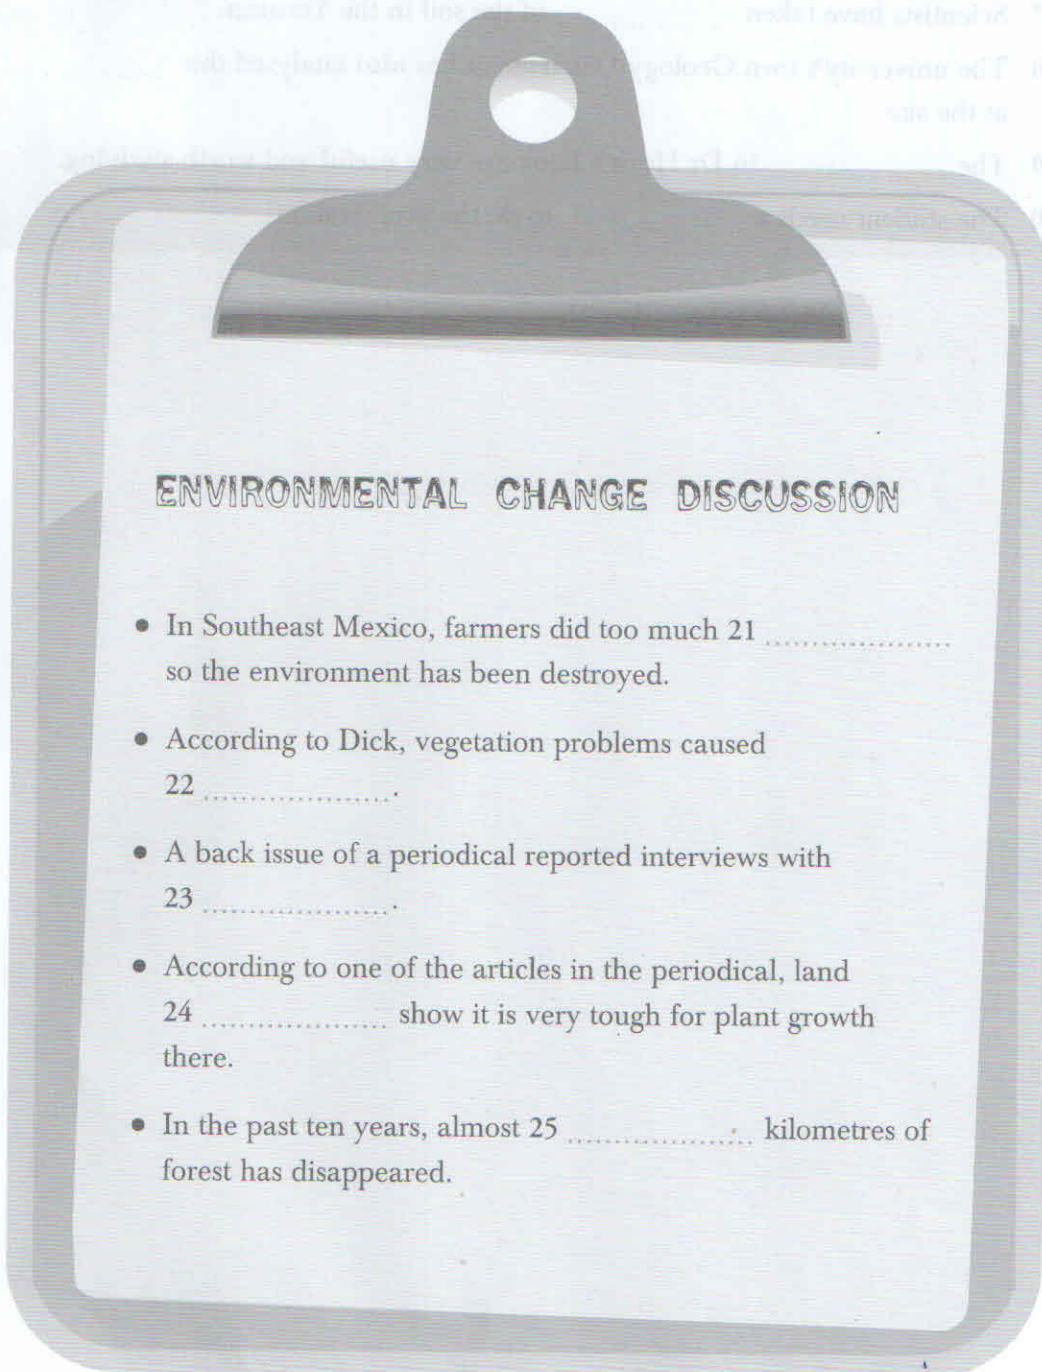 ENVIRONMENTAL CHANGE DISCUSSION
• In Southeast Mexico, farmers did too much 21 ....................
so the environment has been destroyed.
• According to Dick, vegetation problems caused
22 .................... .
• A back issue of a periodical reported interviews with
23 .................... .
• According to one of the articles in the periodical, land
24 .................... show it is very tough for plant growth
there.
• In the past ten years, almost 25 .................... kilometres of
forest has disappeared.